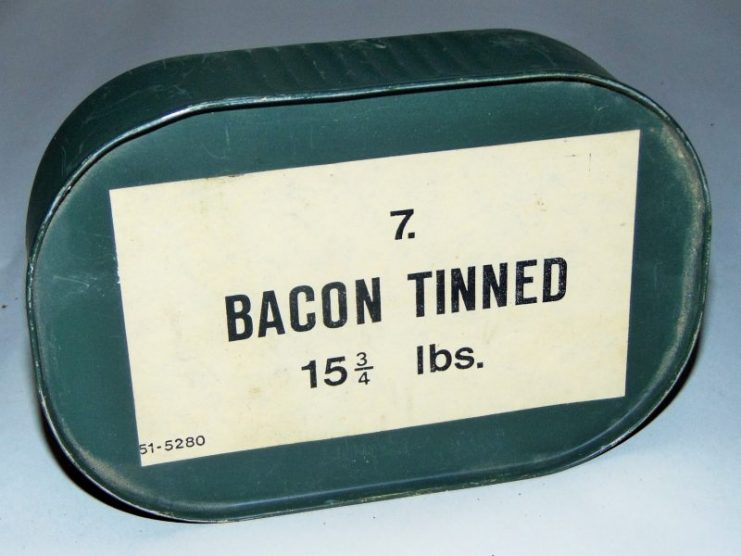 7.
BACON TINNED
15 3/4 lbs.
51-5280